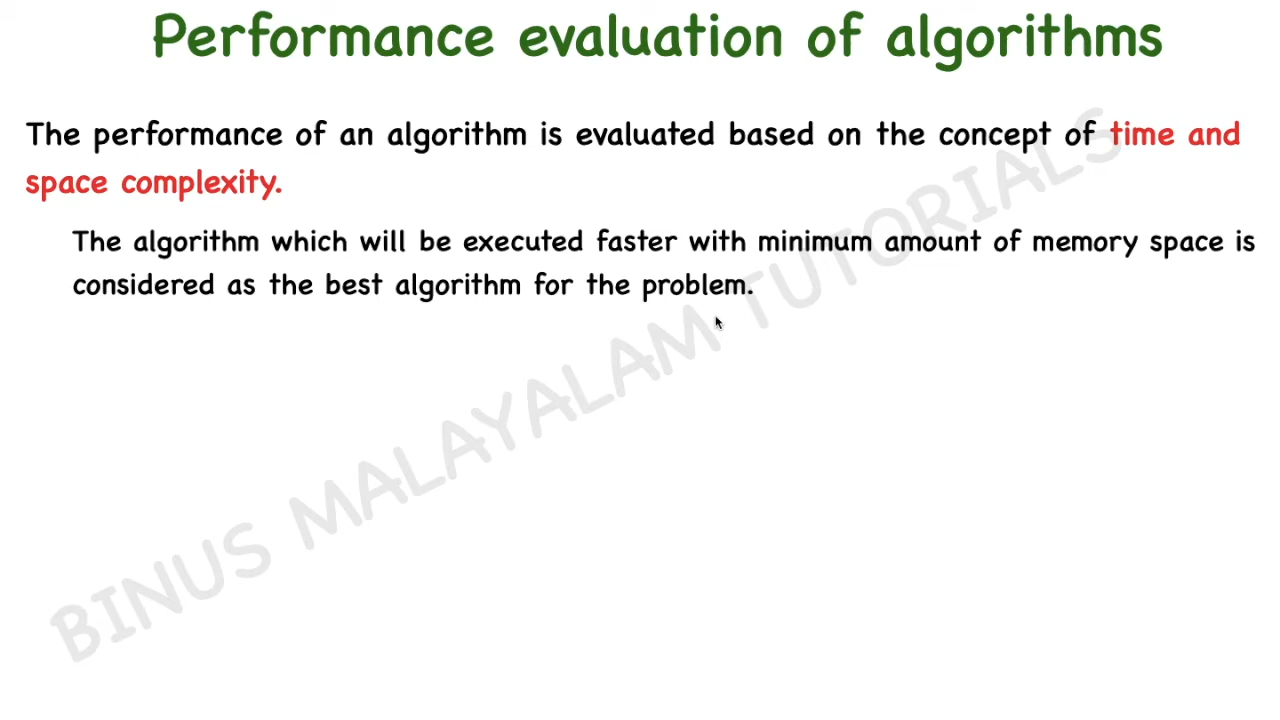 Performance evaluation of algorithms
The performance of an algorithm is evaluated based on the concept of time and
space complexity.
The algorithm which will be executed faster with minimum amount of memory space is
considered as the best algorithm for the problem.
BINUS MALAYALAM TUTORIALS